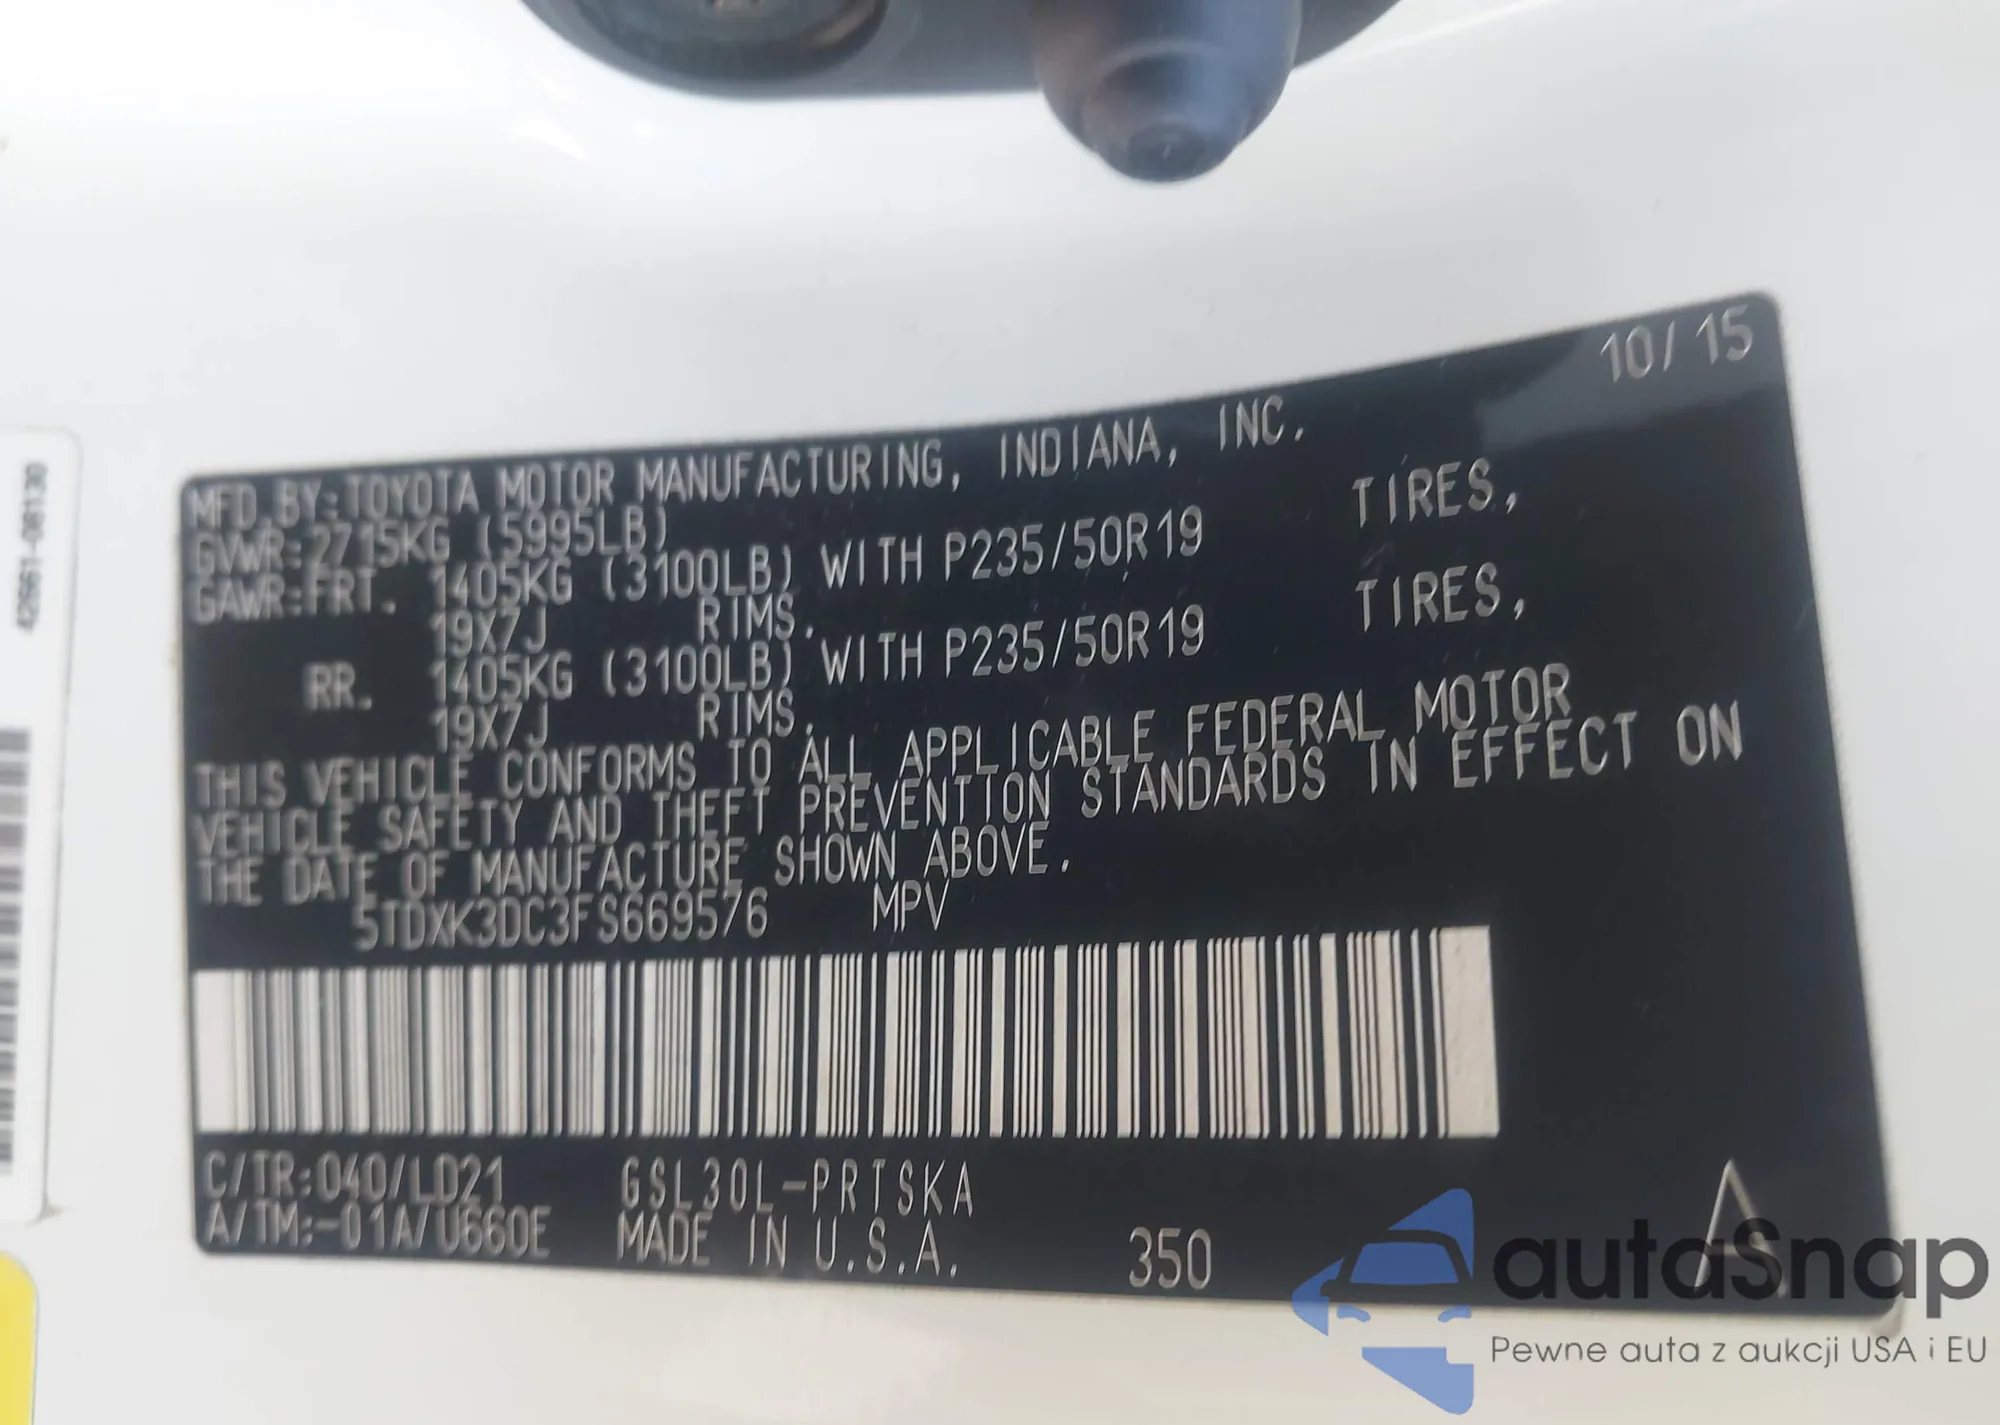 10/15
MFD.BY:TOYOTA MOTOR MANUFACTURING, INDIANA, INC.
GVWR:2715KG (5995LB)
GAWR:FRT. 1405KG (3100LB) WITH P235/50R19 TIRES,
19X7J RIMS.
RR. 1405KG (3100LB) WITH P235/50R19 TIRES,
19X7J RIMS.
THIS VEHICLE CONFORMS TO ALL APPLICABLE FEDERAL MOTOR
VEHICLE SAFETY AND THEFT PREVENTION STANDARDS IN EFFECT ON
THE DATE OF MANUFACTURE SHOWN ABOVE.
5TDXK3DC3FS669576 MPV
C/TR:040/LD21 GSL30L-PRTSKA
A/TM:-01A/U660E MADE IN U.S.A. 350 A
42661-08130
autaSnap
Pewne auta z aukcji USA i EU